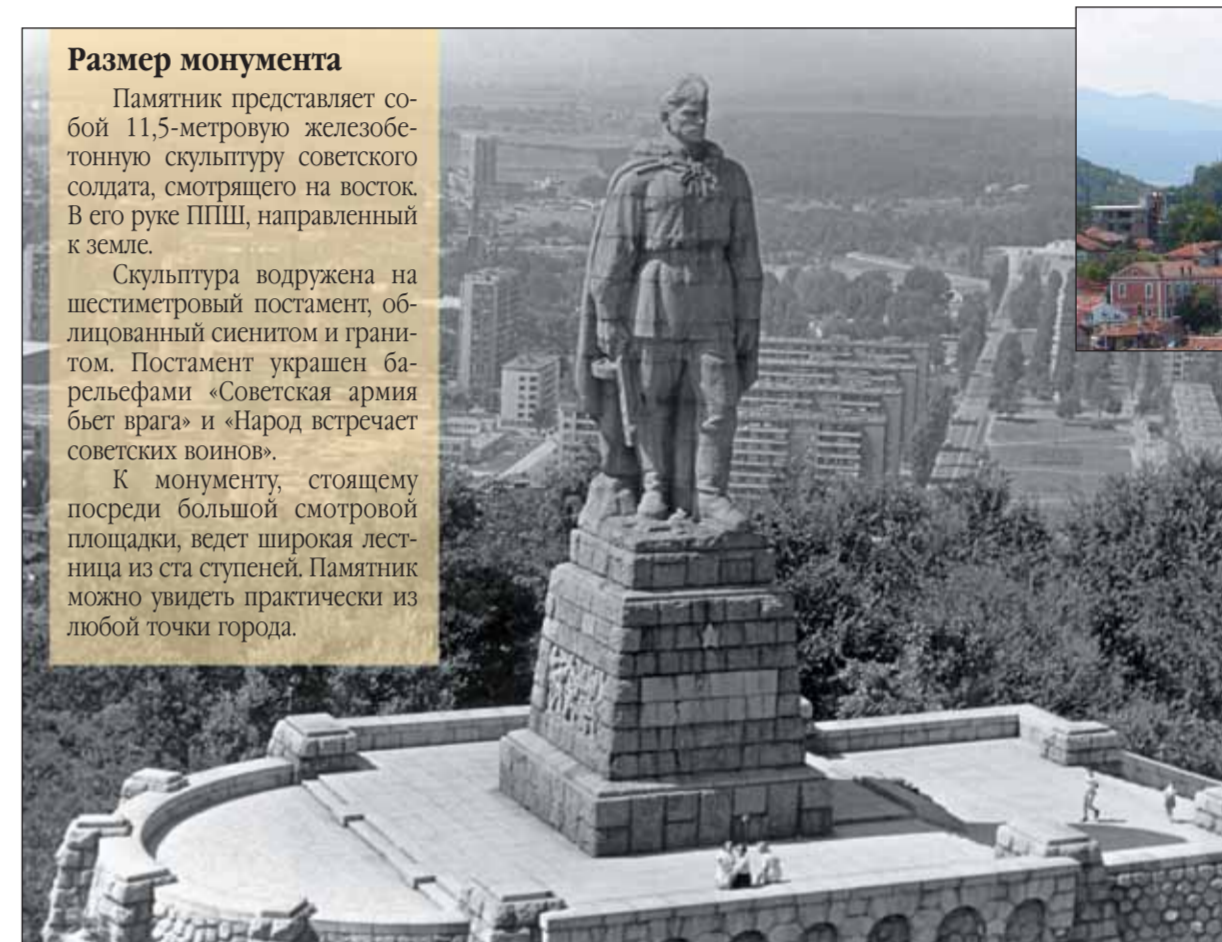 Размер монумента
Памятник представляет со-
бой 11,5-метровую железобе-
тонную скульптуру советского
солдата, смотрящего на восток.
В его руке ППШ, направленный
к земле.
Скульптура водружена на
шестиметровый постамент, об-
лицованный сиенитом и грани-
том. Постамент украшен ба-
рельефами «Советская армия
бьет врага» и «Народ встречает
советских воинов».
К монументу, стоящему
посреди большой смотровой
площадки, ведет широкая лест-
ница из ста ступеней. Памятник
можно увидеть практически из
любой точки города.